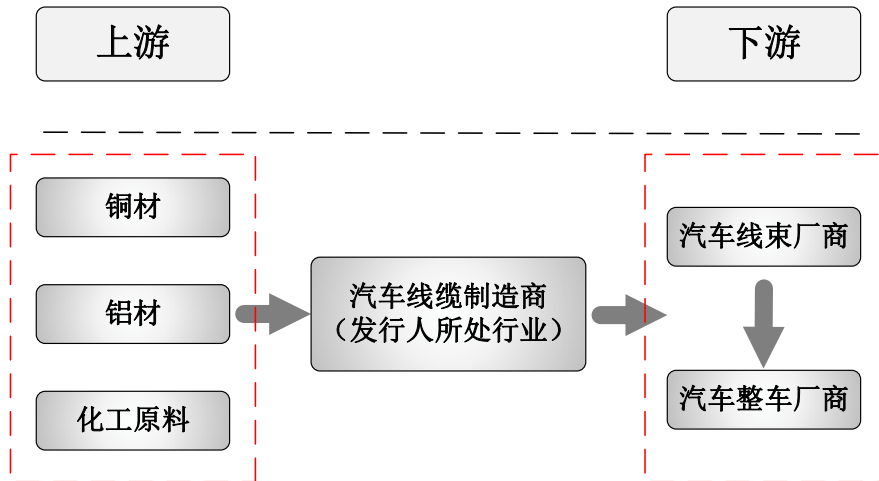 上游
下游
铜材
铝材
化工原料
汽车线缆制造商
（发行人所处行业）
汽车线束厂商
汽车整车厂商